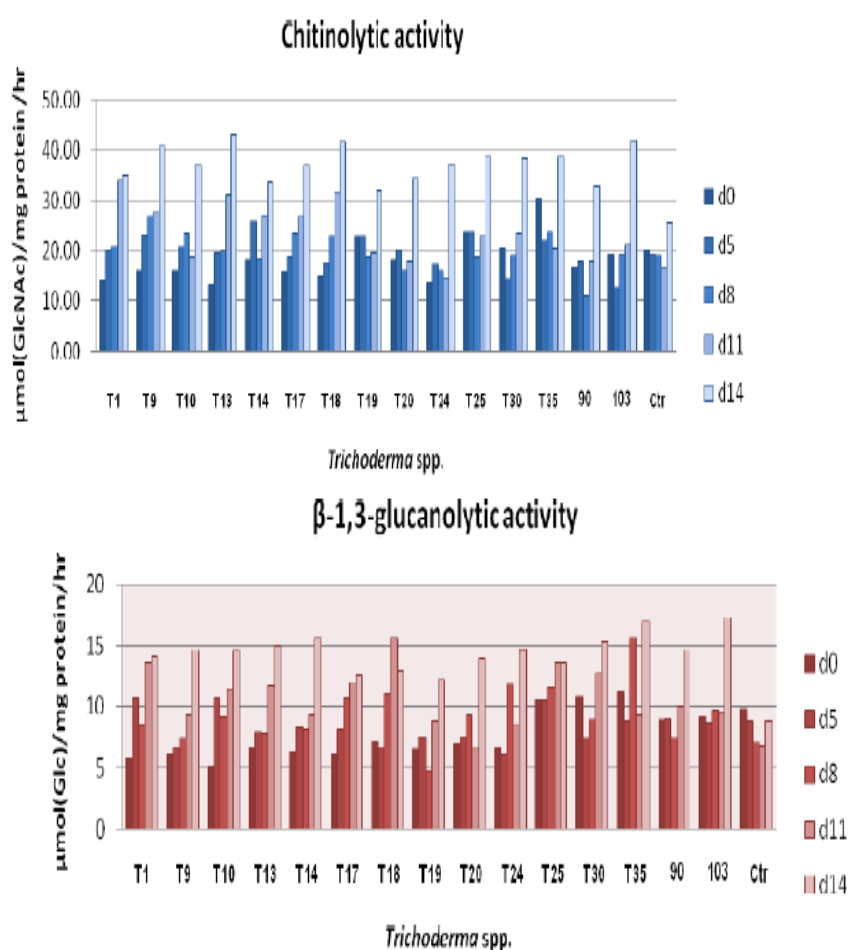 Chitinolytic activity
µmol(GlcNAc)/mg protein/hr
50.00
40.00
30.00
20.00
10.00
0.00
T1 T9 T10 T13 T14 T17 T18 T19 T20 T24 T25 T30 T35 90 103 Ctr
d0
d5
d8
d11
d14
Trichoderma spp.
β-1,3-glucanolytic activity
µmol(Glc)/mg protein/hr
20
15
10
5
0
T1 T9 T10 T13 T14 T17 T18 T19 T20 T24 T25 T30 T35 90 103 Ctr
d0
d5
d8
d11
d14
Trichoderma spp.